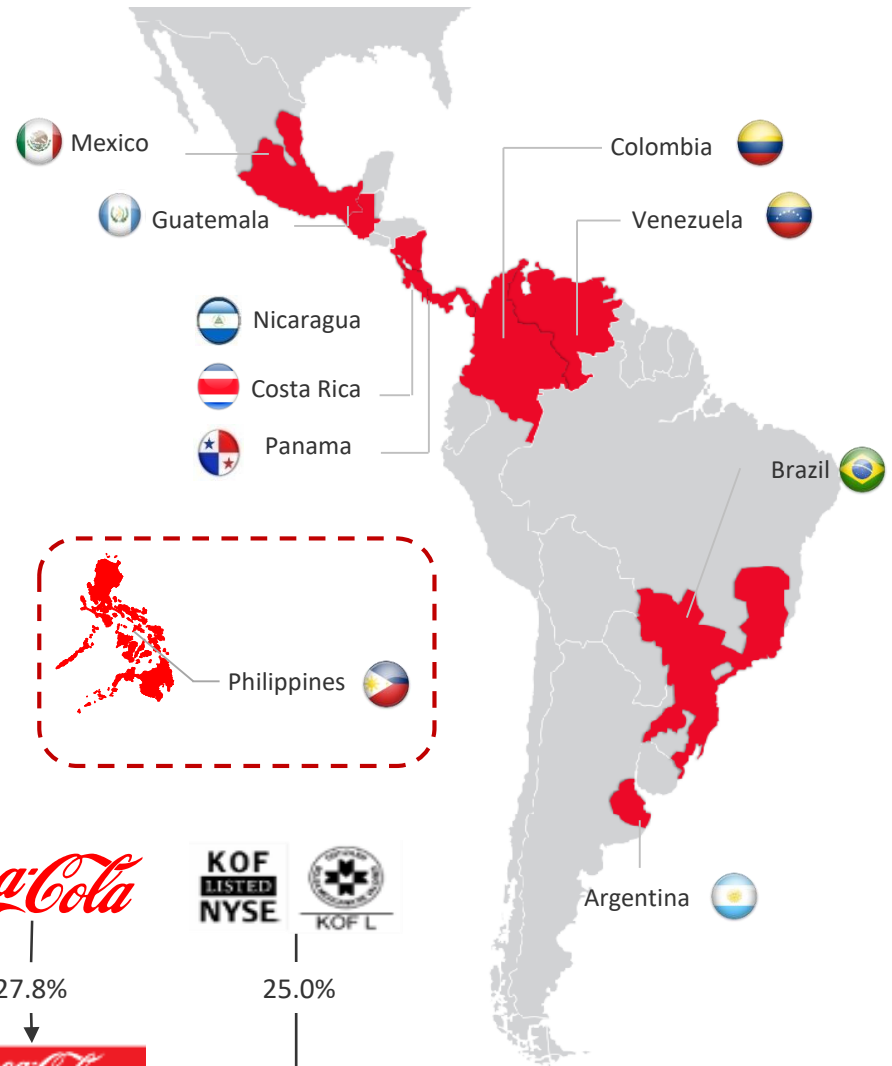 Mexico
Colombia
Guatemala
Venezuela
Nicaragua
Costa Rica
Panama
Brazil
Philippines
KOF
LISTED
NYSE
KOF L
Argentina
27.8%
25.0%